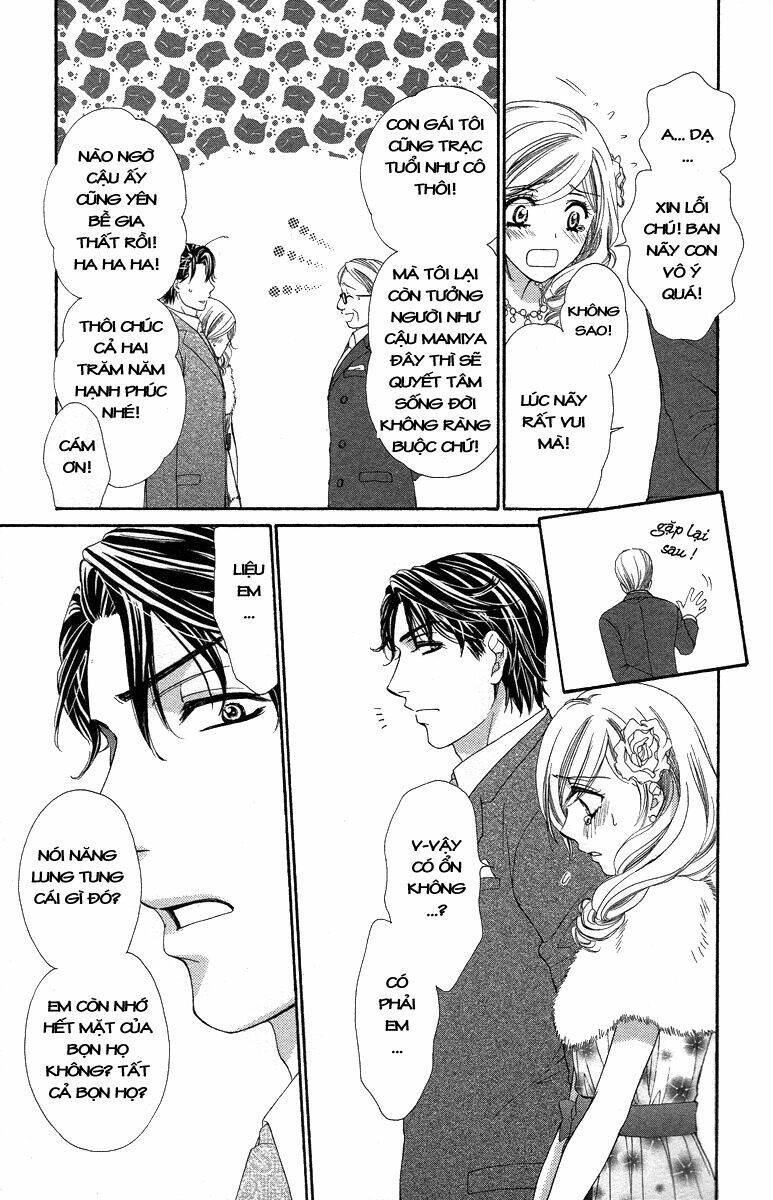 A... DẠ
...
XIN LỖI
CHÚ! BAN
NÃY CON
VÔ Ý
QUÁ!
KHÔNG
SAO!
LÚC NÃY
RẤT VUI
MÀ!
CON GÁI TÔI
CŨNG TRẠC
TUỔI NHƯ CÔ
THÔI!
MÀ TÔI LẠI
CÒN TƯỞNG
NGƯỜI NHƯ
CẬU MAMIYA
ĐÂY THÌ SẼ
QUYẾT TÂM
SỐNG ĐỜI
KHÔNG RÀNG
BUỘC CHỨ!
NÀO NGỜ
CẬU ẤY
CŨNG YÊN
BỀ GIA
THẤT RỒI!
HA HA HA!
THÔI CHÚC
CẢ HAI
TRĂM NĂM
HẠNH PHÚC
NHÉ!
CÁM
ƠN!
gặp lại
sau!
V-VẬY
CÓ ỔN
KHÔNG
...?
CÓ
PHẢI
EM
...
LIỆU
EM
...
NÓI NĂNG
LUNG TUNG
CÁI GÌ ĐÓ?
EM CÒN NHỚ
HẾT MẶT CỦA
BỌN HỌ
KHÔNG? TẤT
CẢ BỌN HỌ?